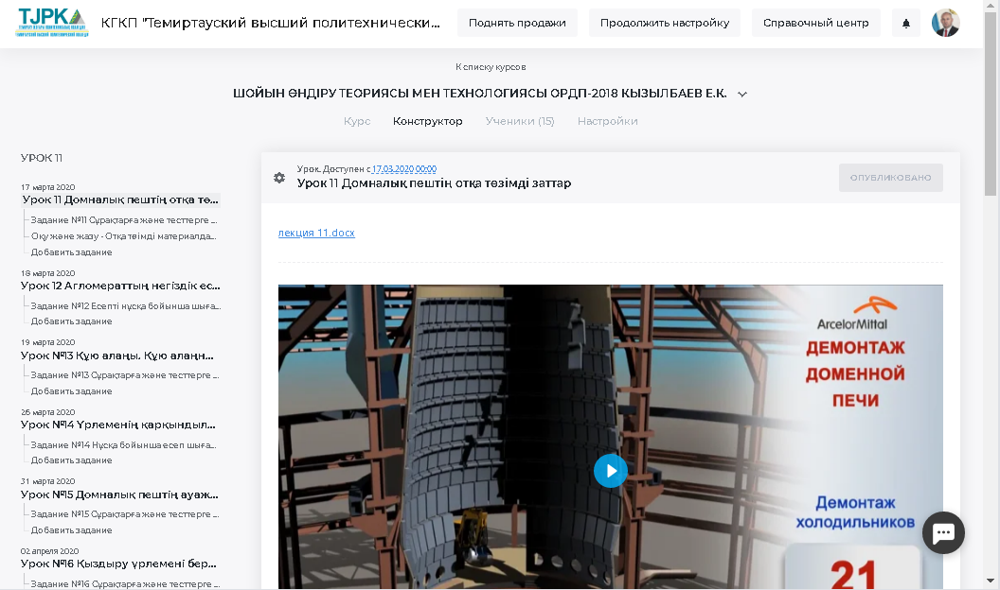 TJPK
КГКП "Темиртауский высший политехнически...
Поднять продажи
Продолжить настройку
Справочный центр
К списку курсов
ШОЙЫН ӨНДІРУ ТЕОРИЯСЫ МЕН ТЕХНОЛОГИЯСЫ ОРДП-2018 КЫЗЫЛБАЕВ Е.К.
Курс
Конструктор
Ученики (15)
Настройки
УРОК 11
17 марта 2020
Урок 11 Домналық пештің отқа тө...
Задание №11 Сұрақтарға және тесттерге ...
Оқу және жазу - Отқа төімді материалда...
Добавить задание
18 марта 2020
Урок 12 Агломераттың негіздік ес...
Задание №12 Есепті нұсқа бойынша шыға...
Добавить задание
19 марта 2020
Урок №13 Құю алаңы. Құю алаңн...
Задание №13 Сұрақтарға және тесттерге ...
Добавить задание
26 марта 2020
Урок №14 Үрлеменің қарқындыл...
Задание №14 Нұсқа бойынша есеп шыға...
Добавить задание
31 марта 2020
Урок №15 Домналық пештің ауаж...
Задание №15 Сұрақтарға және тесттерге ...
Добавить задание
02 апреля 2020
Урок №16 Қыздыру үрлемені бер...
Задание №16 Сұрақтарға және тесттерге ...
Урок. Доступен с 17.03.2020 00:00
Урок 11 Домналық пештің отқа төзімді заттар
ОПУБЛИКОВАНО
лекция 11.docx
ArcelorMittal
ДЕМОНТАЖ
ДОМЕННОЙ
ПЕЧИ
Демонтаж
холодильников
21